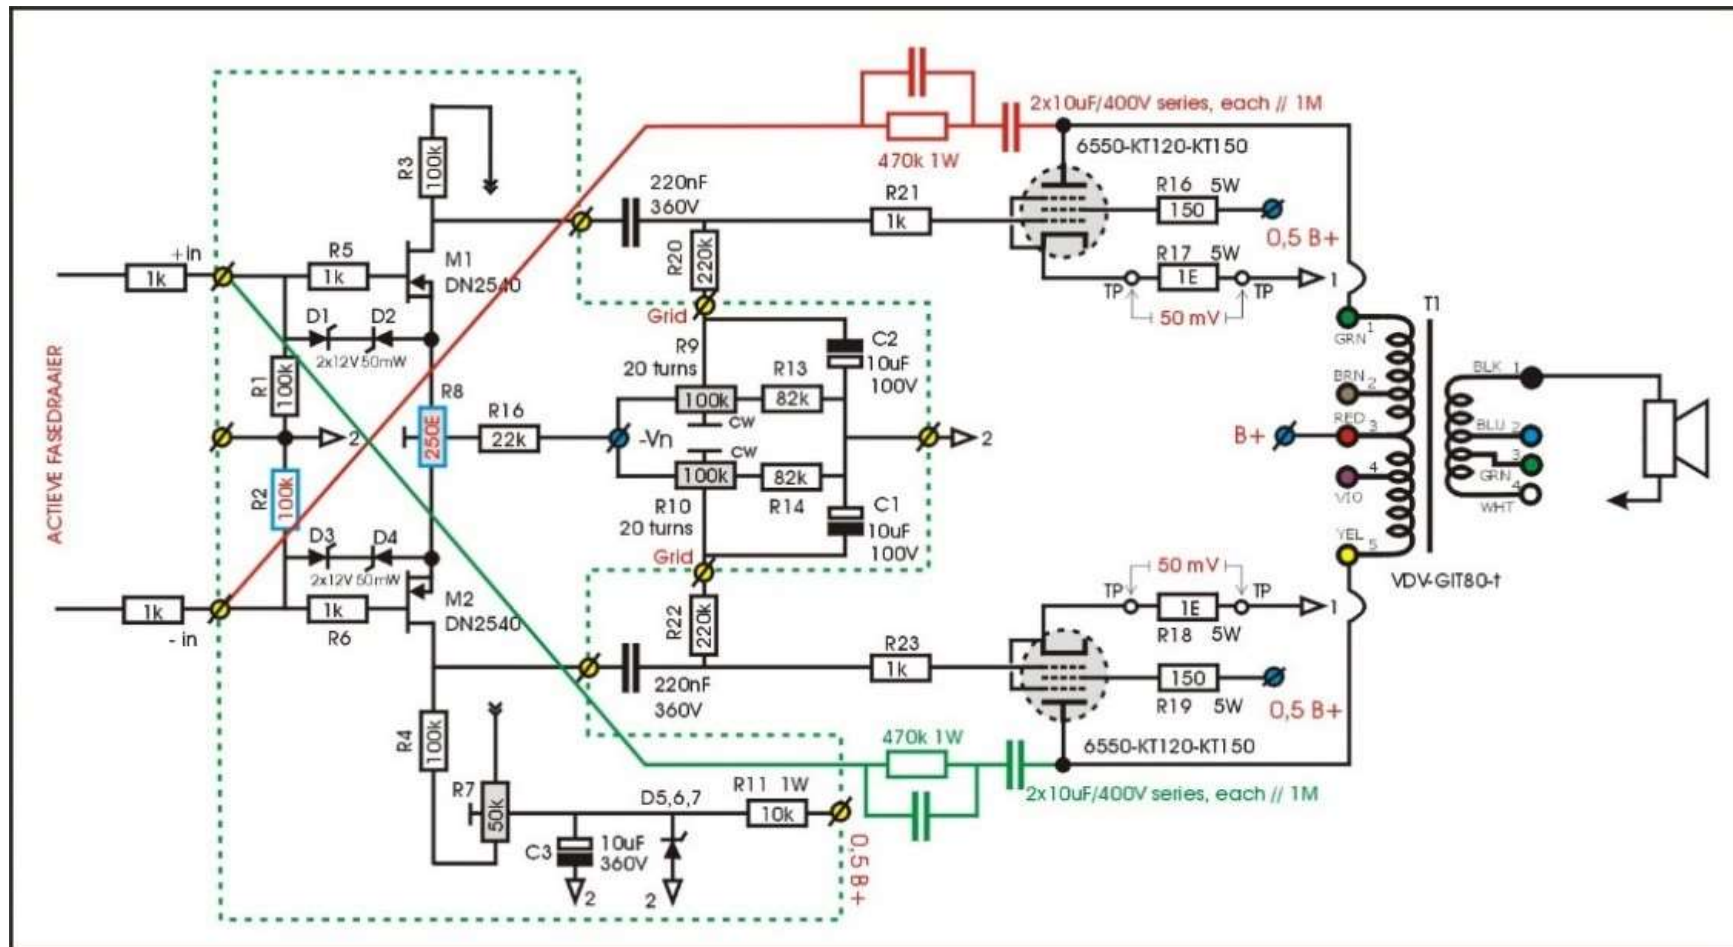 2x10uF/400V series, each // 1M
6550-KT120-KT150
470k 1W
R3
100k
220nF
360V
R21
1k
R16 5W
150
0,5 B+
R17 5W
1E
TP
TP
1
50 mV
+in
1k
R5
1k
M1
DN2540
R20
220k
Grid
D1
D2
2x12V 50mW
R1
100k
R8
250E
R9
20 turns
100k
CW
R13
82k
C2
10uF
100V
T1
GRN 1
BRN 2
RED 3
B+
4
VIO
YEL 5
BLK 1
BLU 2
3
GRN
4
WHT
VDV-GIT80-t
ACTIEVE FASEDRAAIER
2
R16
22k
-Vn
2
R2
100k
CW
100k
82k
R10
20 turns
R14
C1
10uF
100V
Grid
D3
D4
2x12V 50mW
1k
- in
1k
R6
M2
DN2540
R22
220k
50 mV
TP
TP
1E
1
R18 5W
R23
1k
150
R19 5W
0,5 B+
220nF
360V
R4
100k
470k 1W
6550-KT120-KT150
2x10uF/400V series, each // 1M
R7
50k
D5,6,7
R11 1W
10k
C3
10uF
360V
2
2
0,5 B+